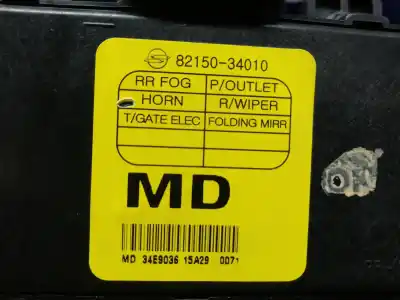 82150-34010
RR FOG P/OUTLET
HORN R/WIPER
T/GATE ELEC FOLDING MIRR
MD
MD 34E9036 15A29 0071